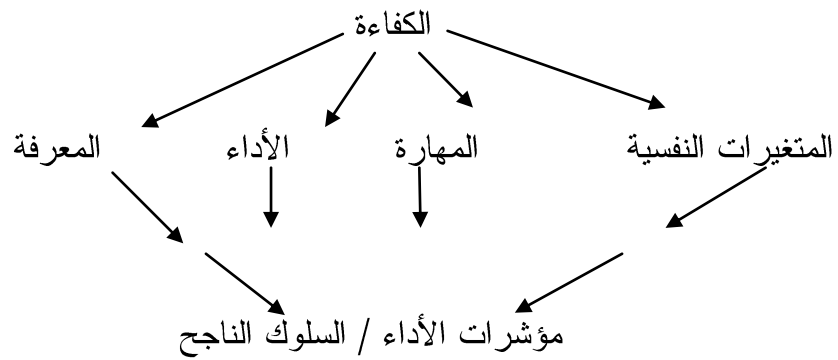 الكفاءة
المتغيرات النفسية المهارة الأداء المعرفة
مؤشرات الأداء / السلوك الناجح